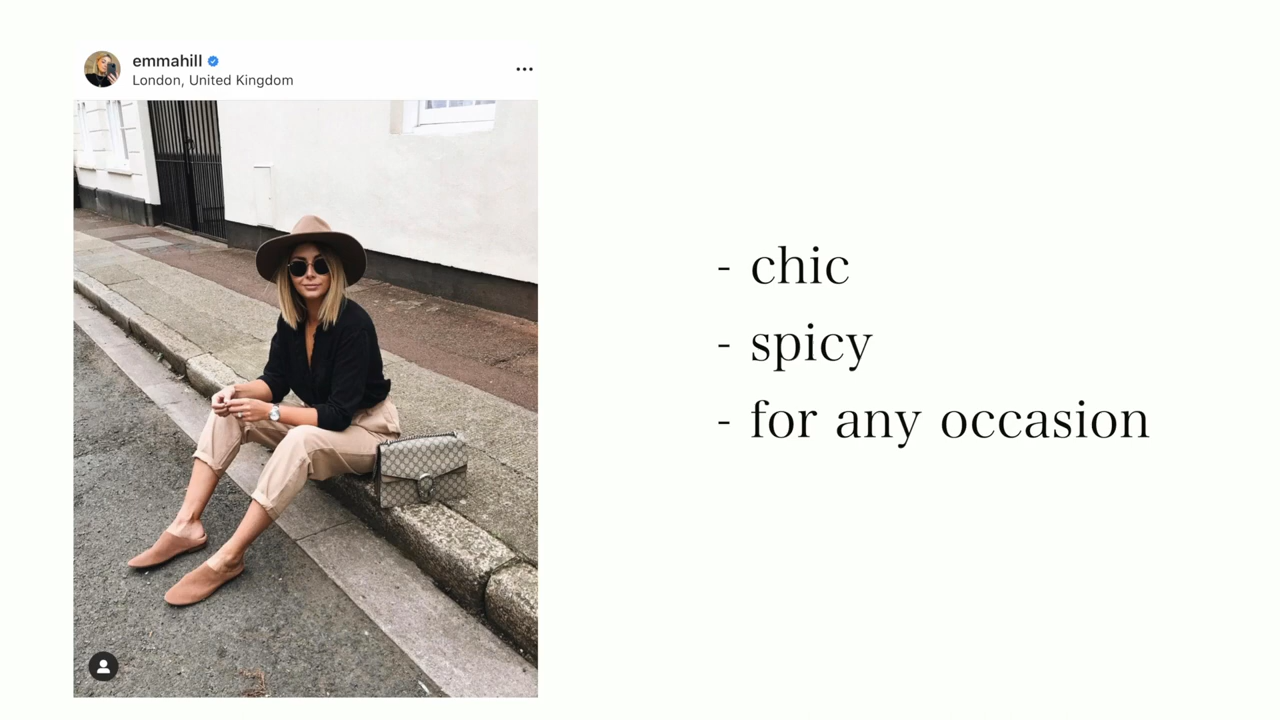 emmahill
London, United Kingdom
- chic
- spicy
- for any occasion